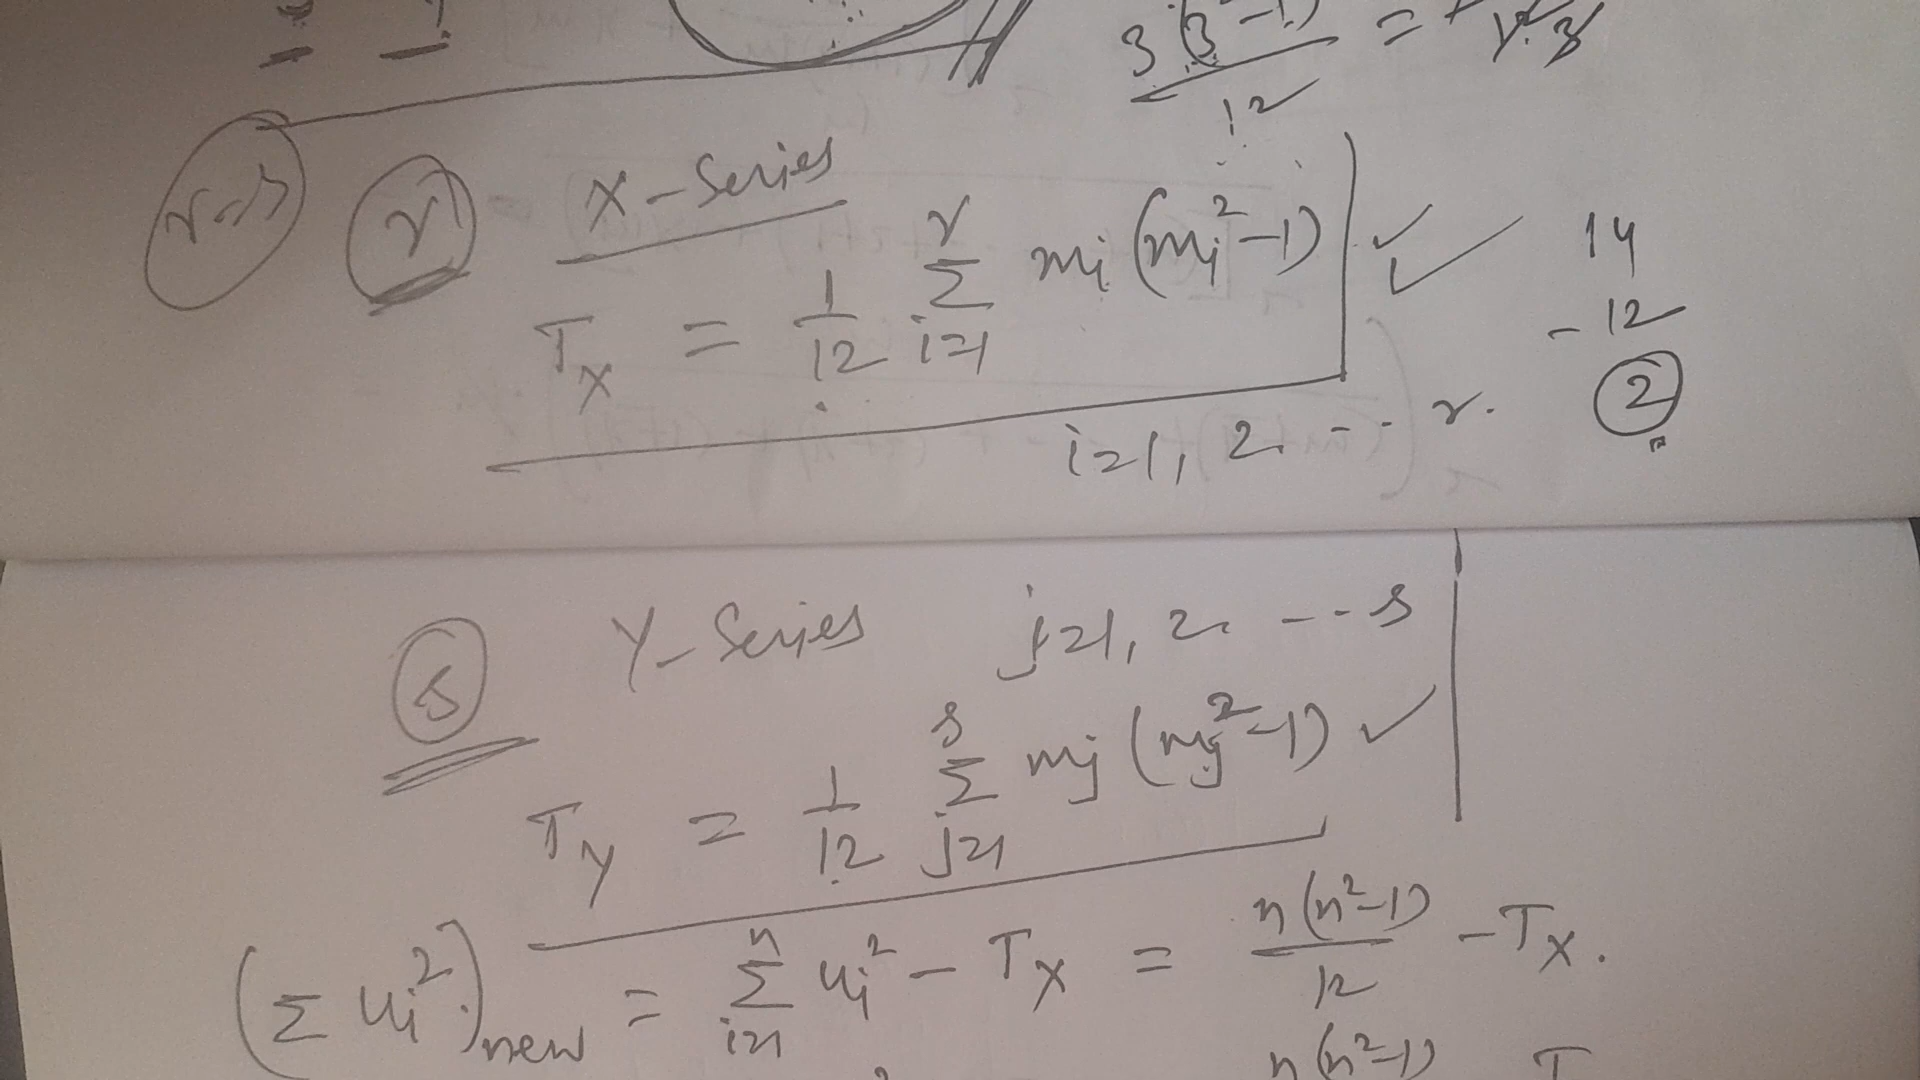 3(3²-1)/12 =
r X-Series
T_X = 1/12 Σ_{i=1}^{r} m_i (m_i² - 1) ✓✓
14
- 12
2
i=1, 2, -- r.
s Y-Series j=1, 2, --- s
T_Y = 1/12 Σ_{j=1}^{s} m_j (m_j² - 1) ✓
(Σ u_i²)_new = Σ_{i=1}^{n} u_i² - T_X = n(n²-1)/12 - T_X.
n(n²-1) T